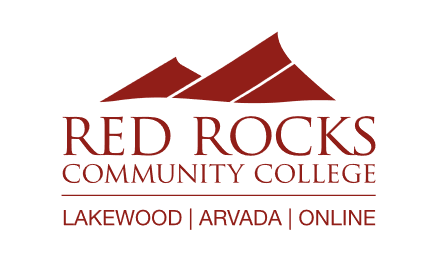 RED ROCKS
COMMUNITY COLLEGE
LAKEWOOD | ARVADA | ONLINE